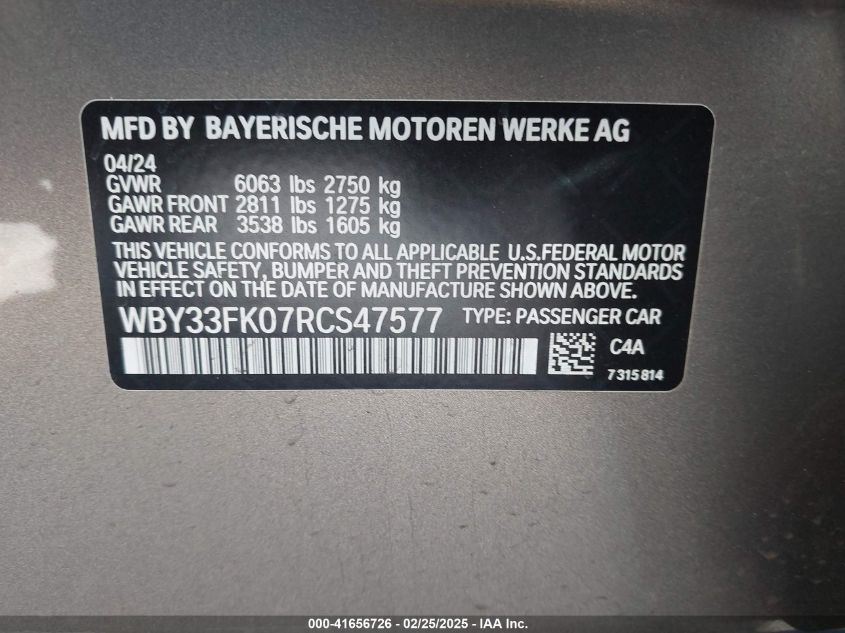 MFD BY BAYERISCHE MOTOREN WERKE AG
04/24
GVWR 6063 lbs 2750 kg
GAWR FRONT 2811 lbs 1275 kg
GAWR REAR 3538 lbs 1605 kg
THIS VEHICLE CONFORMS TO ALL APPLICABLE U.S.FEDERAL MOTOR
VEHICLE SAFETY, BUMPER AND THEFT PREVENTION STANDARDS
IN EFFECT ON THE DATE OF MANUFACTURE SHOWN ABOVE.
WBY33FK07RCS47577 TYPE: PASSENGER CAR
C4A
7315814
000-41656726 / 02/25/2025 - IAA Inc.